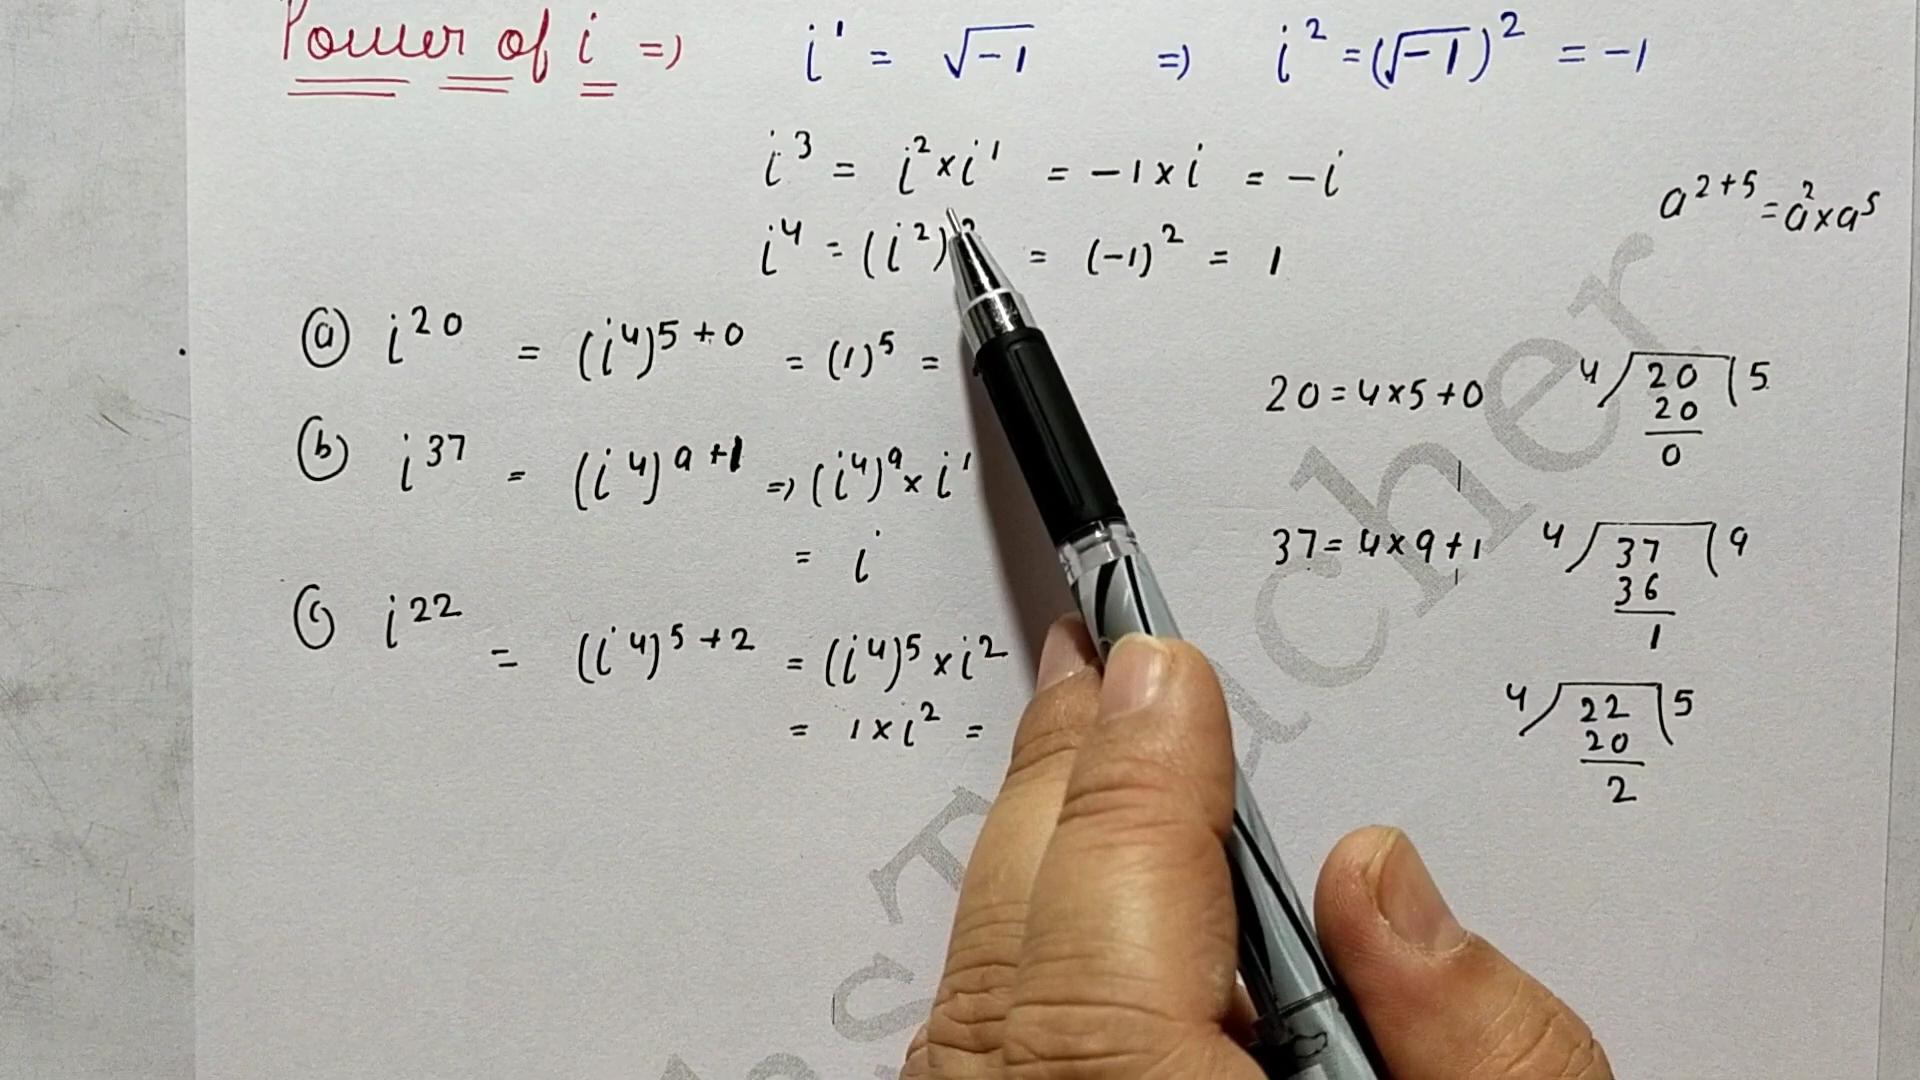 Power of i => i¹ = √-1 => i² = (√-1)² = -1
i³ = i² × i¹ = -1 × i = -i
a²⁺⁵ = a² × a⁵
i⁴ = (i²)² = (-1)² = 1
(a) i²⁰ = (i⁴)⁵⁺⁰ = (1)⁵ =
20 = 4×5+0
4 20 5
20
0
(b) i³⁷ = (i⁴)⁹⁺¹ => (i⁴)⁹ × i¹
= i
37 = 4×9+1
4 37 9
36
1
(c) i²² = (i⁴)⁵⁺² = (i⁴)⁵ × i²
= 1 × i² =
4 22 5
20
2